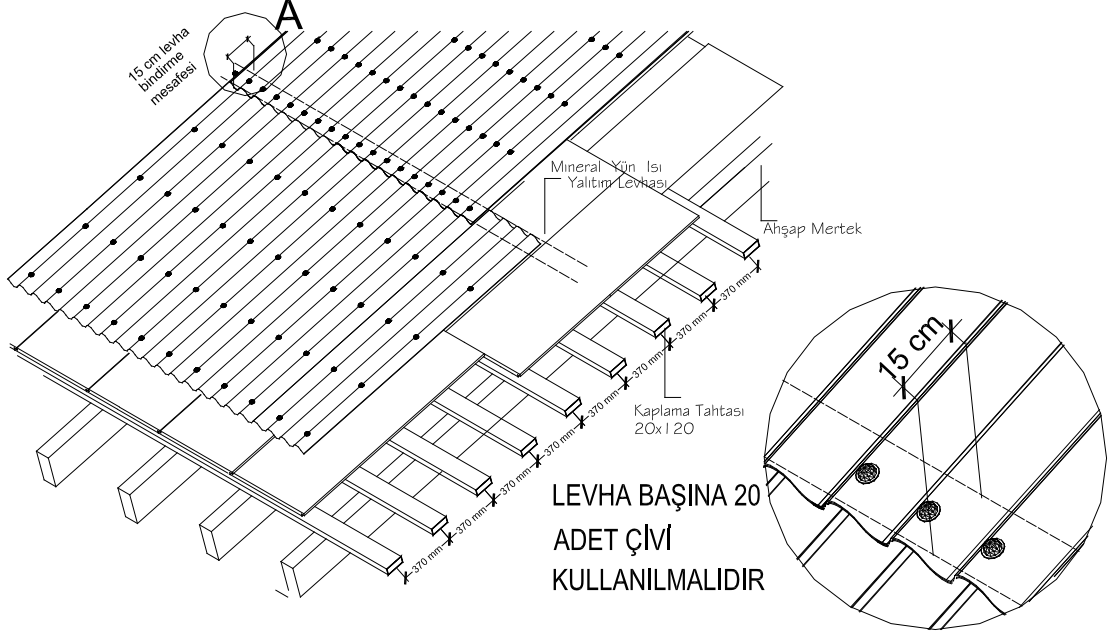 A
15 cm levha
bindirme
mesafesi
Mineral Yün Isı
Yalıtım Levhası
Ahşap Mertek
370 mm
370 mm
370 mm
370 mm
370 mm
370 mm
370 mm
370 mm
Kaplama Tahtası
20x120
15 cm
LEVHA BAŞINA 20
ADET ÇİVİ
KULLANILMALIDIR